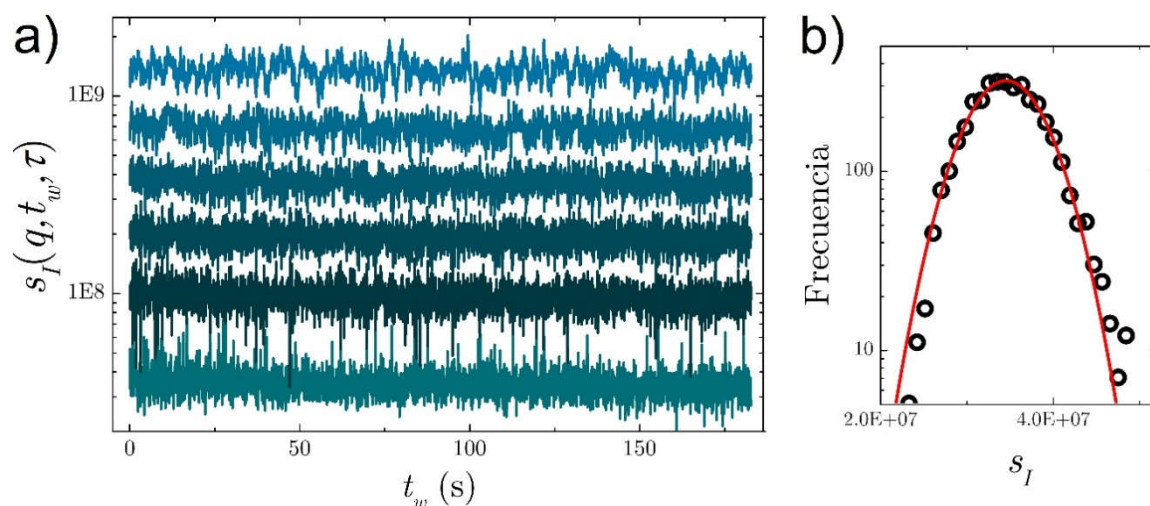 a)
s_I(q, t_w, τ)
1E9
1E8
0
50
100
150
t_w (s)
b)
Frecuencia
100
10
2.0E+07
4.0E+07
s_I